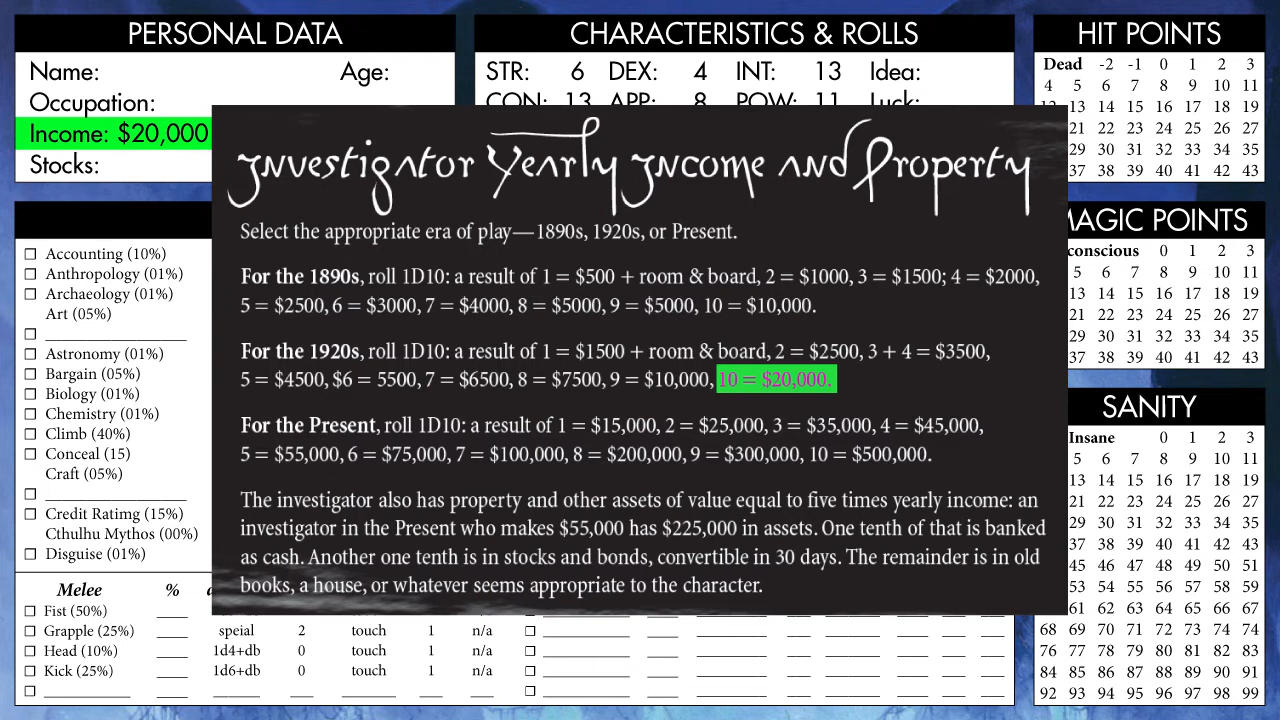 PERSONAL DATA
Name: Age:
Occupation:
Income: $20,000
Stocks:
CHARACTERISTICS & ROLLS
STR: 6 DEX: 4 INT: 13 Idea:
CON: 13 APP: 8 POW: 11 Luck:
HIT POINTS
Dead -2 -1 0 1 2 3
4 5 6 7 8 9 10 11
12 13 14 15 16 17 18 19
21 22 23 24 25 26 27
29 30 31 32 33 34 35
37 38 39 40 41 42 43
Investigator Yearly Income and Property
Select the appropriate era of play—1890s, 1920s, or Present.
For the 1890s, roll 1D10: a result of 1 = $500 + room & board, 2 = $1000, 3 = $1500; 4 = $2000,
5 = $2500, 6 = $3000, 7 = $4000, 8 = $5000, 9 = $5000, 10 = $10,000.
For the 1920s, roll 1D10: a result of 1 = $1500 + room & board, 2 = $2500, 3 + 4 = $3500,
5 = $4500, $6 = 5500, 7 = $6500, 8 = $7500, 9 = $10,000, 10 = $20,000.
For the Present, roll 1D10: a result of 1 = $15,000, 2 = $25,000, 3 = $35,000, 4 = $45,000,
5 = $55,000, 6 = $75,000, 7 = $100,000, 8 = $200,000, 9 = $300,000, 10 = $500,000.
The investigator also has property and other assets of value equal to five times yearly income: an
investigator in the Present who makes $55,000 has $225,000 in assets. One tenth of that is banked
as cash. Another one tenth is in stocks and bonds, convertible in 30 days. The remainder is in old
books, a house, or whatever seems appropriate to the character.
Accounting (10%)
Anthropology (01%)
Archaeology (01%)
Art (05%)
Astronomy (01%)
Bargain (05%)
Biology (01%)
Chemistry (01%)
Climb (40%)
Conceal (15)
Craft (05%)
Credit Ratimg (15%)
Cthulhu Mythos (00%)
Disguise (01%)
Melee %
Fist (50%)
Grapple (25%) speial 2 touch 1 n/a
Head (10%) 1d4+db 0 touch 1 n/a
Kick (25%) 1d6+db 0 touch 1 n/a
MAGIC POINTS
conscious 0 1 2 3
5 6 7 8 9 10 11
13 14 15 16 17 18 19
21 22 23 24 25 26 27
29 30 31 32 33 34 35
37 38 39 40 41 42 43
SANITY
Insane 0 1 2 3
5 6 7 8 9 10 11
13 14 15 16 17 18 19
21 22 23 24 25 26 27
29 30 31 32 33 34 35
37 38 39 40 41 42 43
45 46 47 48 49 50 51
53 54 55 56 57 58 59
61 62 63 64 65 66 67
68 69 70 71 72 73 74 74
76 77 78 79 80 81 82 83
84 85 86 87 88 89 90 91
92 93 94 95 96 97 98 99